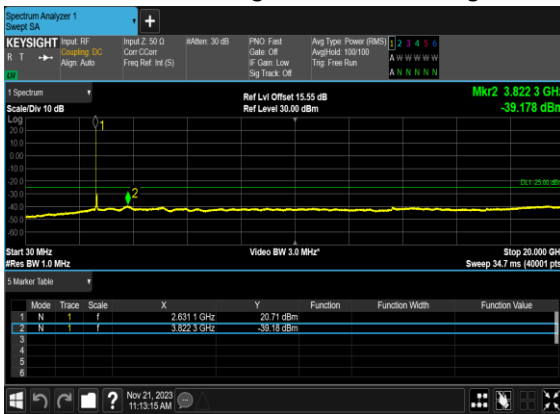 Spectrum Analyzer 1
Swept SA
KEYSIGHT Input: RF Input Z: 50 Ω #Atten: 30 dB PNO: Fast Avg Type: Power (RMS) 1 2 3 4 5 6
R T Coupling: DC Corr CCorr Gate: Off Avg|Hold: 100/100 A W W W W W
Align: Auto Freq Ref: Int (S) IF Gain: Low Trig: Free Run
LV Sig Track: Off A N N N N N
1 Spectrum Ref Lvl Offset 15.55 dB Mkr2 3.822 3 GHz
Scale/Div 10 dB Ref Level 30.00 dBm -39.178 dBm
Log
20.0
1
10.0
0.00
-10.0
-20.0
DL1 -25.00 dBm
-30.0
2
-40.0
-50.0
-60.0
Start 30 MHz Video BW 3.0 MHz* Stop 20.000 GH
#Res BW 1.0 MHz Sweep 34.7 ms (40001 pts
5 Marker Table
Mode Trace Scale X Y Function Function Width Function Value
1 N 1 f 2.631 1 GHz 20.71 dBm
2 N 1 f 3.822 3 GHz -39.18 dBm
3
4
5
6
? Nov 21, 2023
11:13:15 AM